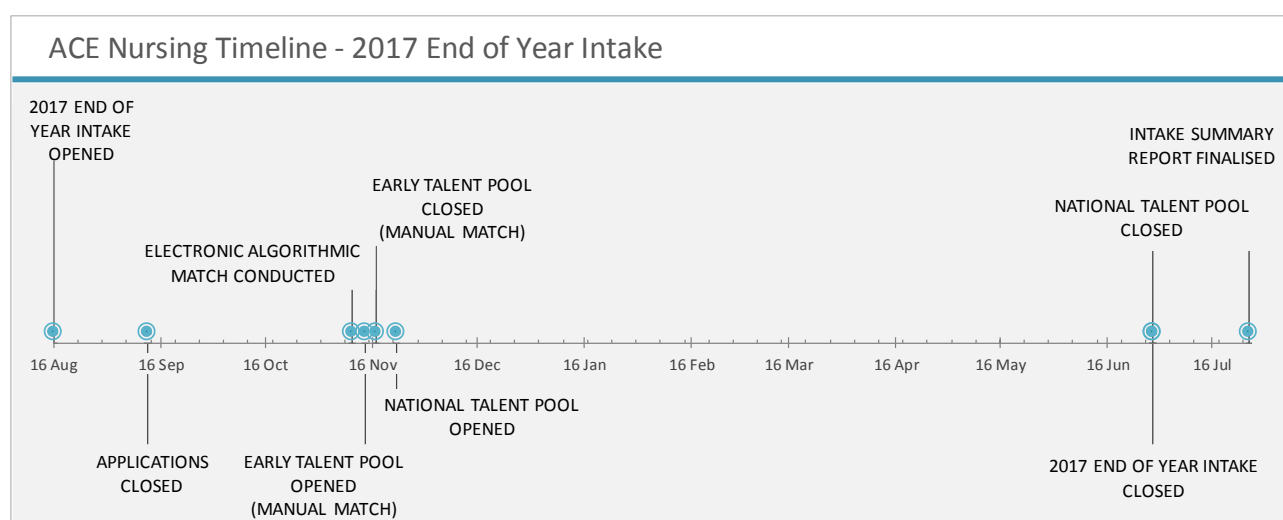 ACE Nursing Timeline - 2017 End of Year Intake
2017 END OF
YEAR INTAKE
OPENED
INTAKE SUMMARY
REPORT FINALISED
EARLY TALENT POOL
CLOSED
(MANUAL MATCH)
NATIONAL TALENT POOL
CLOSED
ELECTRONIC ALGORITHMIC
MATCH CONDUCTED
16 Aug
16 Sep
16 Oct
16 Nov
16 Dec
16 Jan
16 Feb
16 Mar
16 Apr
16 May
16 Jun
16 Jul
NATIONAL TALENT POOL
OPENED
APPLICATIONS
CLOSED
EARLY TALENT POOL
OPENED
(MANUAL MATCH)
2017 END OF YEAR INTAKE
CLOSED